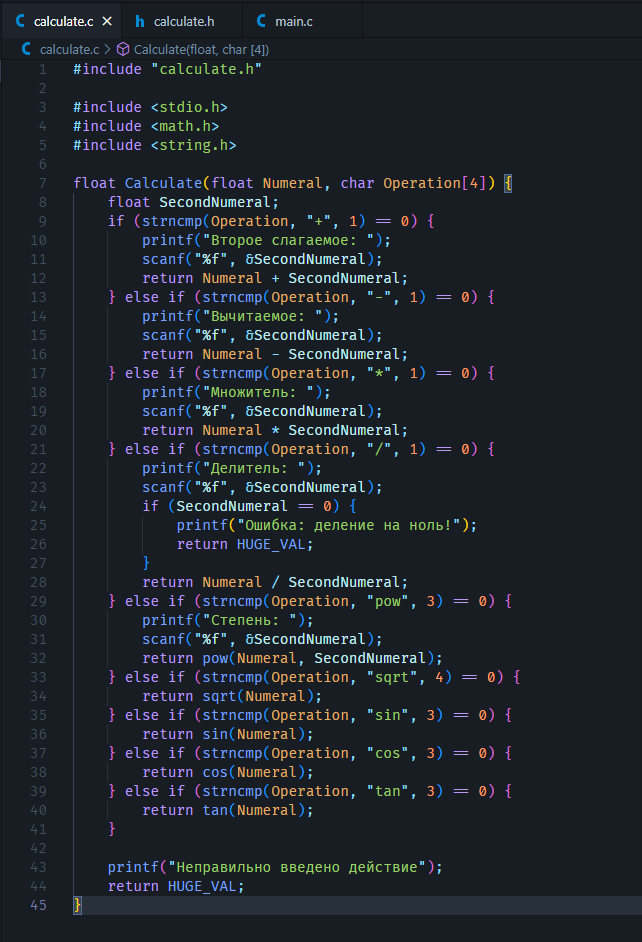 calculate.c
calculate.h
main.c
calculate.c > Calculate(float, char [4])
1 #include "calculate.h"
2
3 #include <stdio.h>
4 #include <math.h>
5 #include <string.h>
6
7 float Calculate(float Numeral, char Operation[4]) {
8     float SecondNumeral;
9     if (strncmp(Operation, "+", 1) == 0) {
10         printf("Второе слагаемое: ");
11         scanf("%f", &SecondNumeral);
12         return Numeral + SecondNumeral;
13     } else if (strncmp(Operation, "-", 1) == 0) {
14         printf("Вычитаемое: ");
15         scanf("%f", &SecondNumeral);
16         return Numeral - SecondNumeral;
17     } else if (strncmp(Operation, "*", 1) == 0) {
18         printf("Множитель: ");
19         scanf("%f", &SecondNumeral);
20         return Numeral * SecondNumeral;
21     } else if (strncmp(Operation, "/", 1) == 0) {
22         printf("Делитель: ");
23         scanf("%f", &SecondNumeral);
24         if (SecondNumeral == 0) {
25             printf("Ошибка: деление на ноль!");
26             return HUGE_VAL;
27         }
28         return Numeral / SecondNumeral;
29     } else if (strncmp(Operation, "pow", 3) == 0) {
30         printf("Степень: ");
31         scanf("%f", &SecondNumeral);
32         return pow(Numeral, SecondNumeral);
33     } else if (strncmp(Operation, "sqrt", 4) == 0) {
34         return sqrt(Numeral);
35     } else if (strncmp(Operation, "sin", 3) == 0) {
36         return sin(Numeral);
37     } else if (strncmp(Operation, "cos", 3) == 0) {
38         return cos(Numeral);
39     } else if (strncmp(Operation, "tan", 3) == 0) {
40         return tan(Numeral);
41     }
42
43     printf("Неправильно введено действие");
44     return HUGE_VAL;
45 }